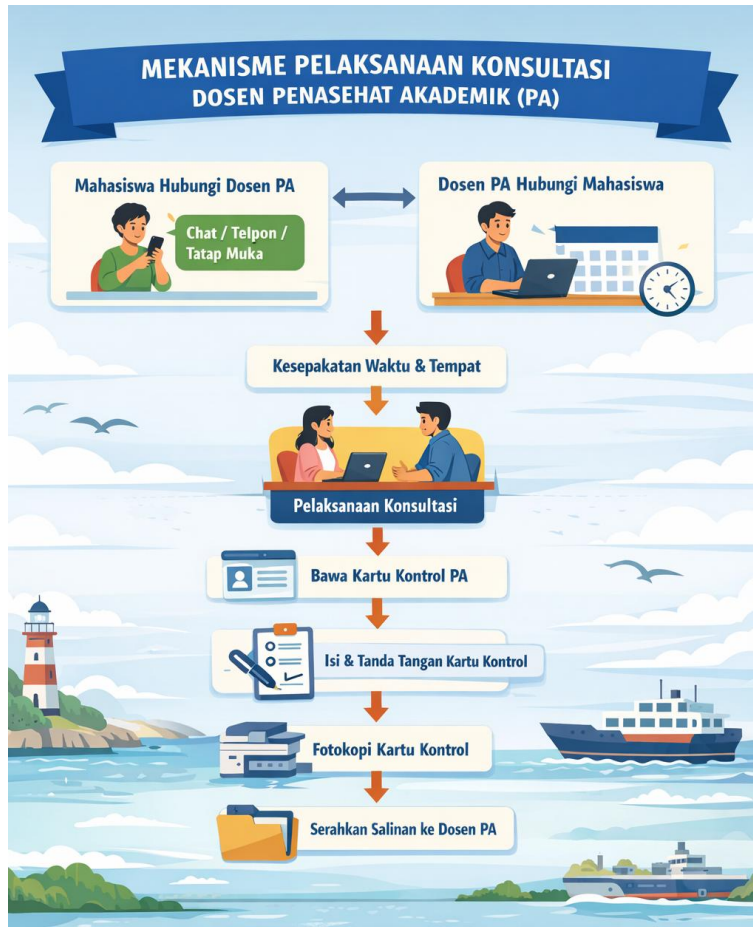 MEKANISME PELAKSANAAN KONSULTASI
DOSEN PENASEHAT AKADEMIK (PA)
Mahasiswa Hubungi Dosen PA
Chat / Telpon /
Tatap Muka
Dosen PA Hubungi Mahasiswa
Kesepakatan Waktu & Tempat
Pelaksanaan Konsultasi
Bawa Kartu Kontrol PA
Isi & Tanda Tangan Kartu Kontrol
Fotokopi Kartu Kontrol
Serahkan Salinan ke Dosen PA